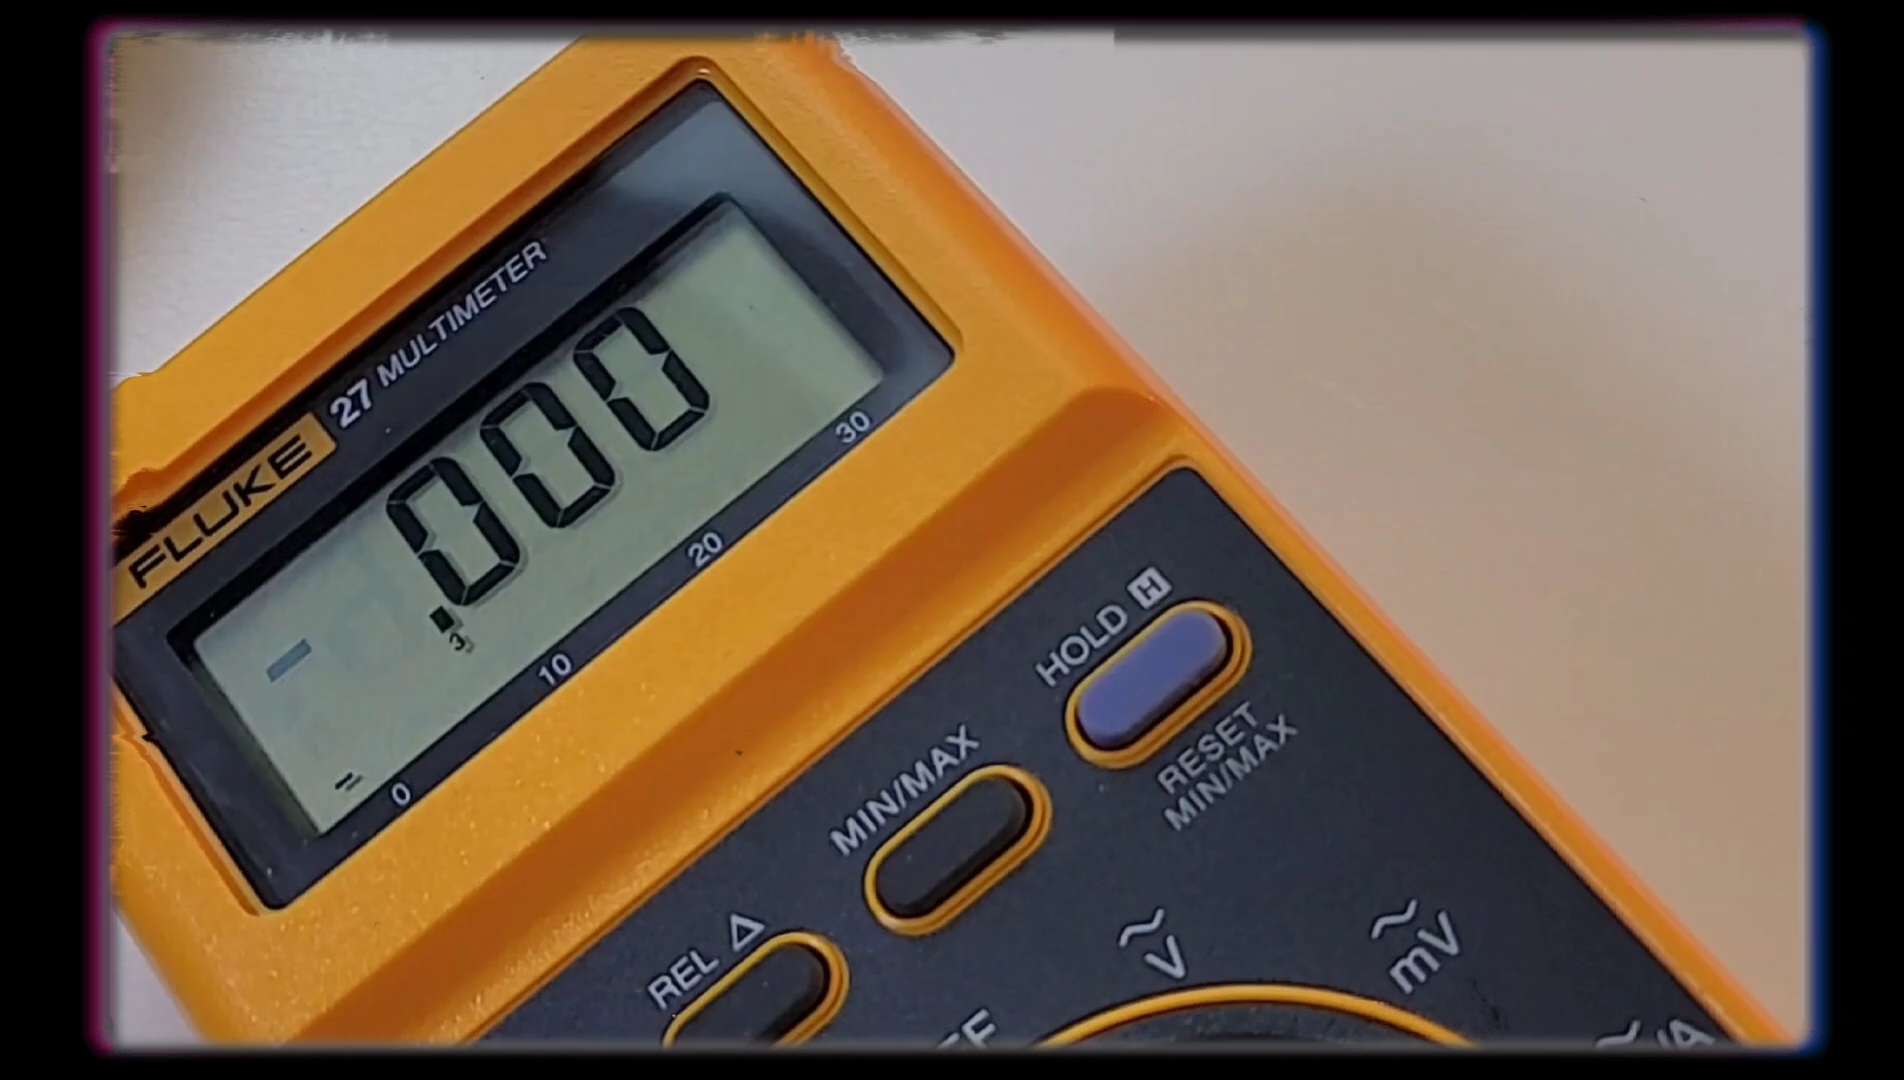 FLUKE 27 MULTIMETER
- .000
3
0 10 20 30
HOLD H
RESET
MIN/MAX
MIN/MAX
REL Δ
V
mV